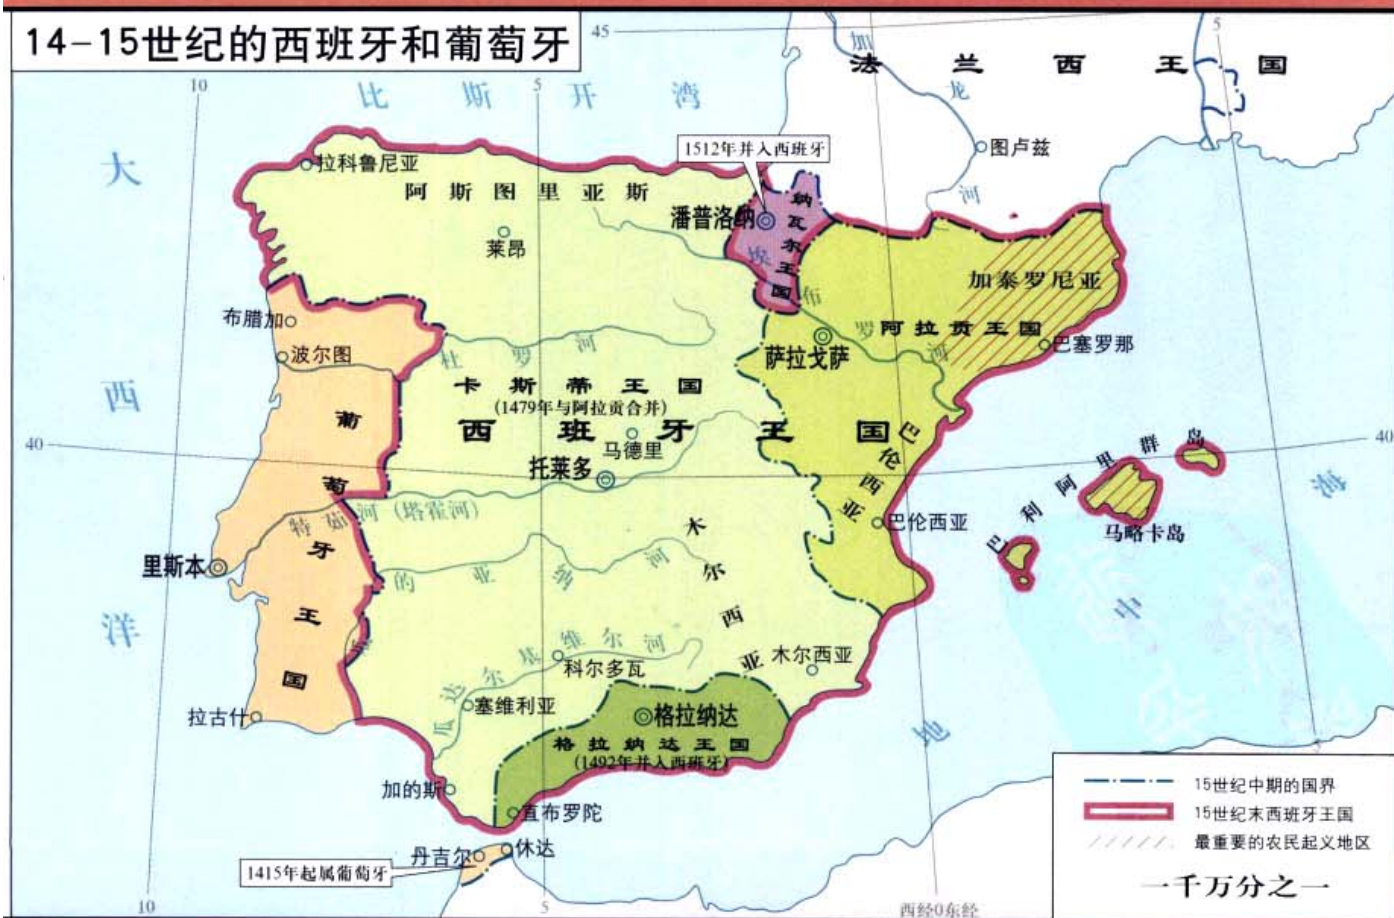 14-15世纪的西班牙和葡萄牙
45
5
10
5
比斯开湾
法兰西王国
加龙河
图卢兹
大西洋
拉科鲁尼亚
阿斯图里亚斯
莱昂
1512年并入西班牙
潘普洛纳
纳瓦尔王国
埃布罗河
加泰罗尼亚
阿拉贡王国
巴塞罗那
萨拉戈萨
布腊加
波尔图
杜罗河
卡斯蒂王国
(1479年与阿拉贡合并)
西班牙王国
马德里
托莱多
40
40
葡萄牙王国
特茹河(塔霍河)
里斯本
的亚纳河
巴伦西亚
巴伦西亚
巴利阿里群岛
马略卡岛
地中海
木尔西亚
木尔西亚
瓜达尔基维尔河
科尔多瓦
塞维利亚
拉古什
格拉纳达
格拉纳达王国
(1492年并入西班牙)
加的斯
直布罗陀
丹吉尔
休达
1415年起属葡萄牙
10
5
西经0东经
5
15世纪中期的国界
15世纪末西班牙王国
最重要的农民起义地区
一千万分之一